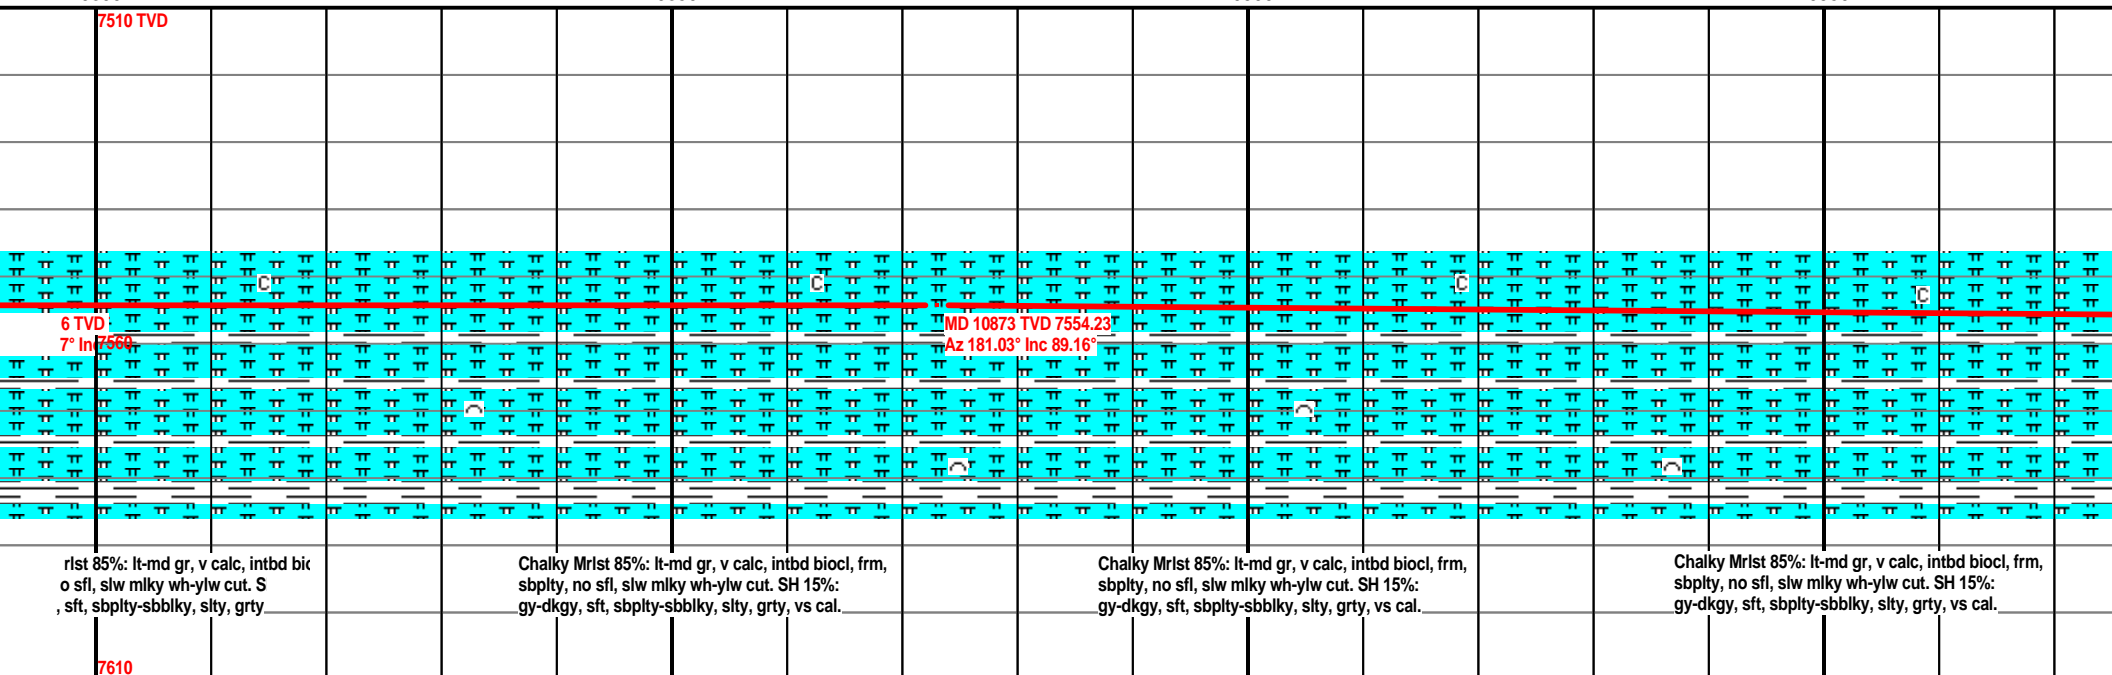 7510 TVD
C
C
C
C
6 TVD
7° In
7560
MD 10873 TVD 7554.23
Az 181.03° Inc 89.16°
rlst 85%: lt-md gr, v calc, intbd bio
o sfl, slw mlky wh-ylw cut. S
, sft, sbplty-sbblky, slty, grty
Chalky Mrlst 85%: lt-md gr, v calc, intbd biocl, frm,
sbplty, no sfl, slw mlky wh-ylw cut. SH 15%:
gy-dkgy, sft, sbplty-sbblky, slty, grty, vs cal.
Chalky Mrlst 85%: lt-md gr, v calc, intbd biocl, frm,
sbplty, no sfl, slw mlky wh-ylw cut. SH 15%:
gy-dkgy, sft, sbplty-sbblky, slty, grty, vs cal.
Chalky Mrlst 85%: lt-md gr, v calc, intbd biocl, frm,
sbplty, no sfl, slw mlky wh-ylw cut. SH 15%:
gy-dkgy, sft, sbplty-sbblky, slty, grty, vs cal.
7610